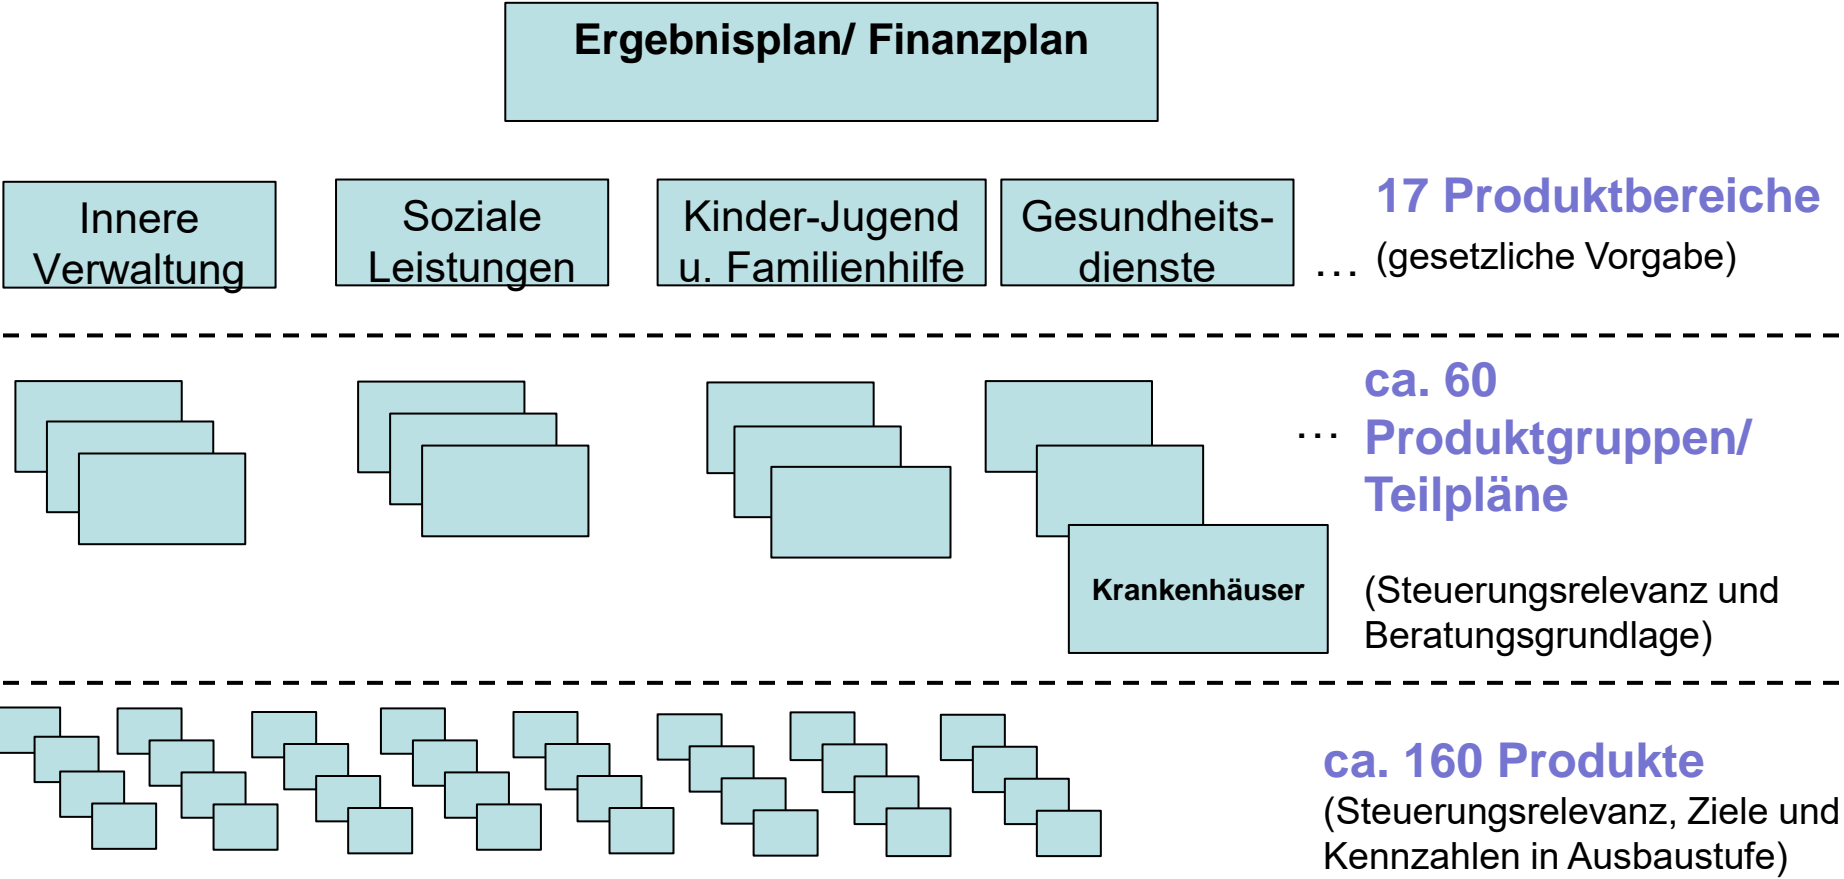 Ergebnisplan/ Finanzplan
Innere
Verwaltung
Soziale
Leistungen
Kinder-Jugend
u. Familienhilfe
Gesundheits-
dienste
...
17 Produktbereiche
(gesetzliche Vorgabe)
...
ca. 60
Produktgruppen/
Teilpläne
Krankenhäuser
(Steuerungsrelevanz und
Beratungsgrundlage)
ca. 160 Produkte
(Steuerungsrelevanz, Ziele und
Kennzahlen in Ausbaustufe)